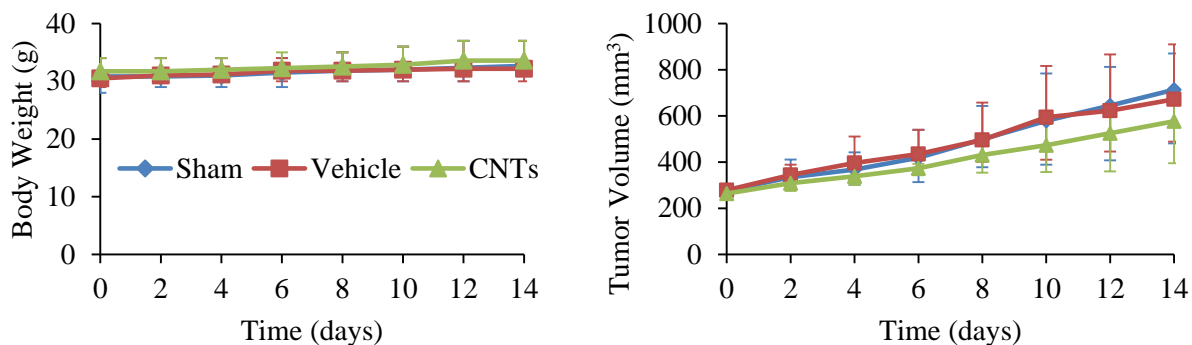 Body Weight (g)
40
30
20
10
0
Sham Vehicle CNTs
0 2 4 6 8 10 12 14
Time (days)
Tumor Volume (mm³)
1000
800
600
400
200
0
0 2 4 6 8 10 12 14
Time (days)